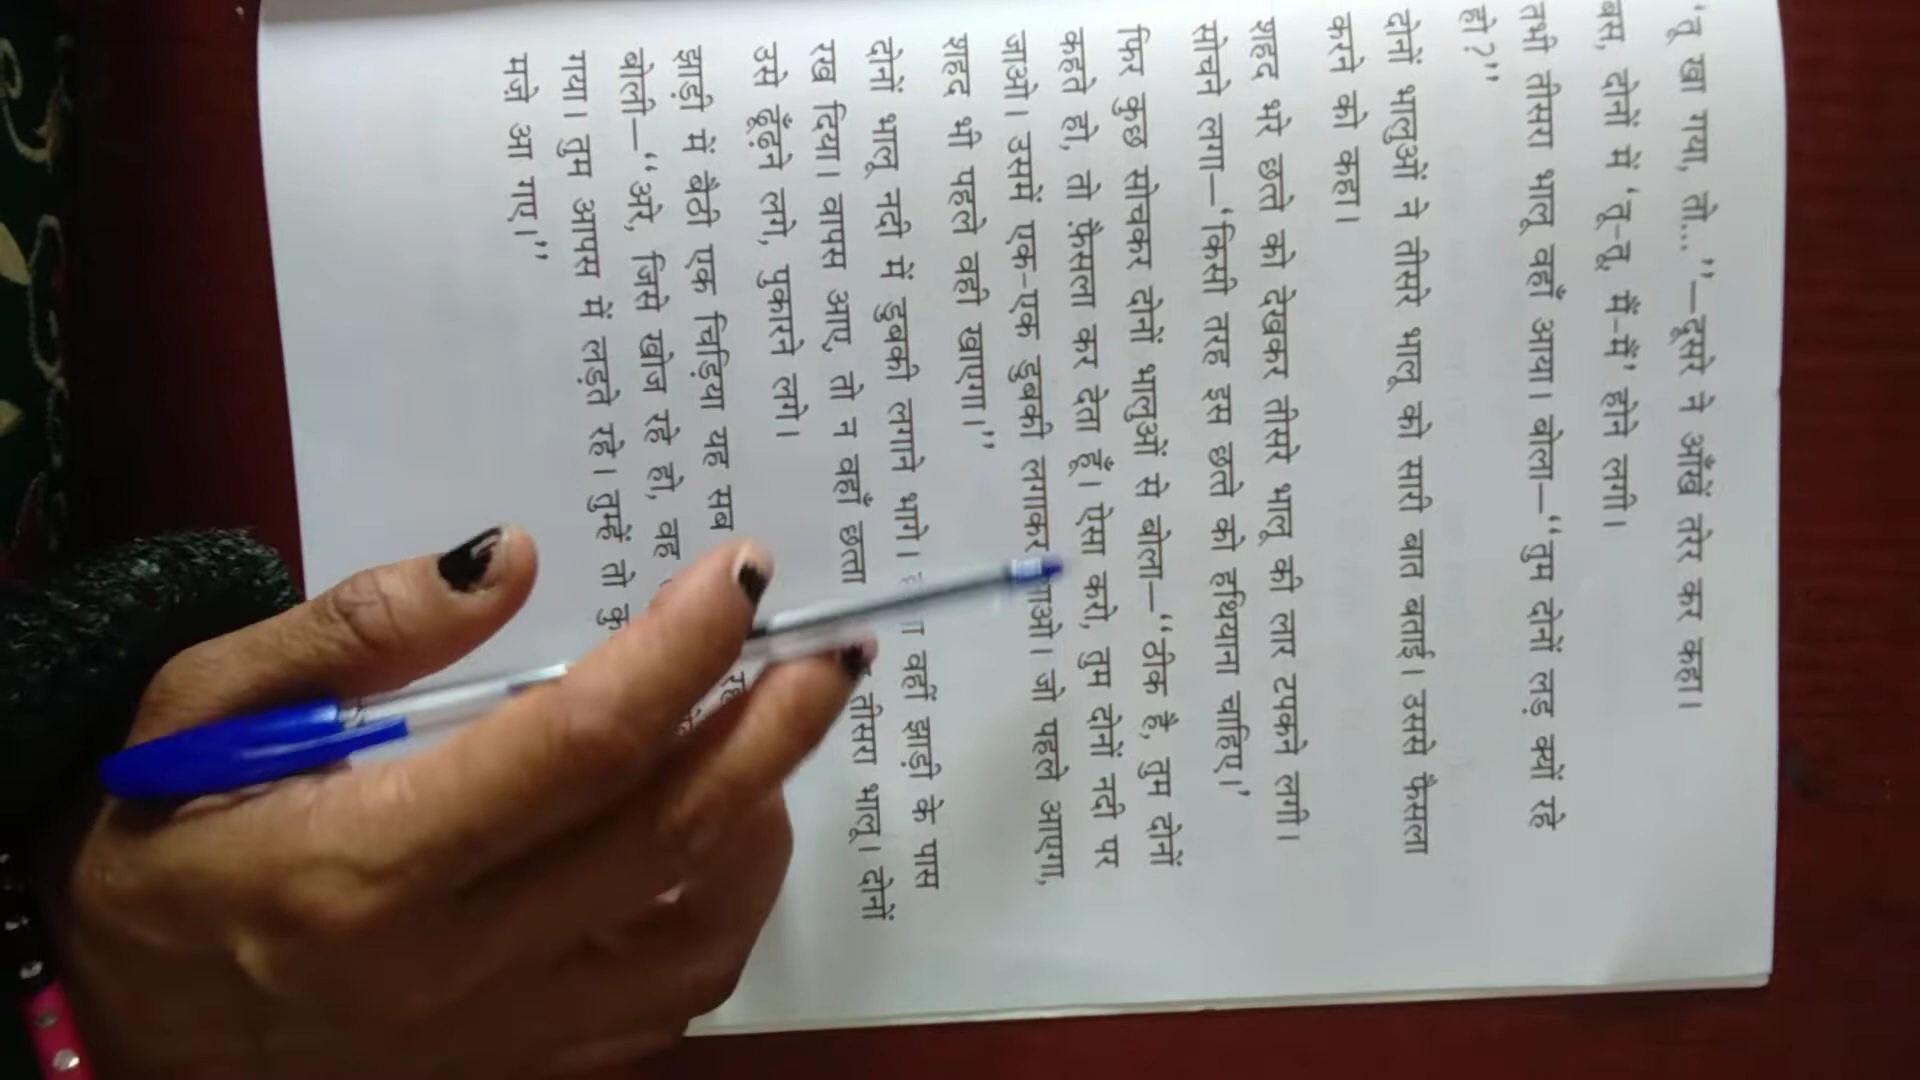 ‘तू खा गया, तो...’’—दूसरे ने आँखें तरेर कर कहा।
बस, दोनों में ‘तू-तू मैं-मैं’ होने लगी।
तभी तीसरा भालू वहाँ आया। बोला—‘‘तुम दोनों लड़ क्यों रहे
हो?’’
दोनों भालुओं ने तीसरे भालू को सारी बात बताई। उससे फैसला
करने को कहा।
शहद भरे छत्ते को देखकर तीसरे भालू की लार टपकने लगी।
सोचने लगा—‘किसी तरह इस छत्ते को हथियाना चाहिए।’
फिर कुछ सोचकर दोनों भालुओं से बोला—‘‘ठीक है, तुम दोनों
कहते हो, तो फ़ैसला कर देता हूँ। ऐसा करो, तुम दोनों नदी पर
जाओ। उसमें एक-एक डुबकी लगाकर आओ। जो पहले आएगा,
शहद भी पहले वही खाएगा।’’
दोनों भालू नदी में डुबकी लगाने भागे। वहीं झाड़ी के पास
रख दिया। वापस आए तो न वहाँ छत्ता तीसरा भालू। दोनों
उसे ढूँढ़ने लगे, पुकारने लगे।
झाड़ी में बैठी एक चिड़िया यह सब
बोली—‘‘अरे, जिसे खोज रहे हो, वह
गया। तुम आपस में लड़ते रहे। तुम्हें तो
मज़े आ गए।’’